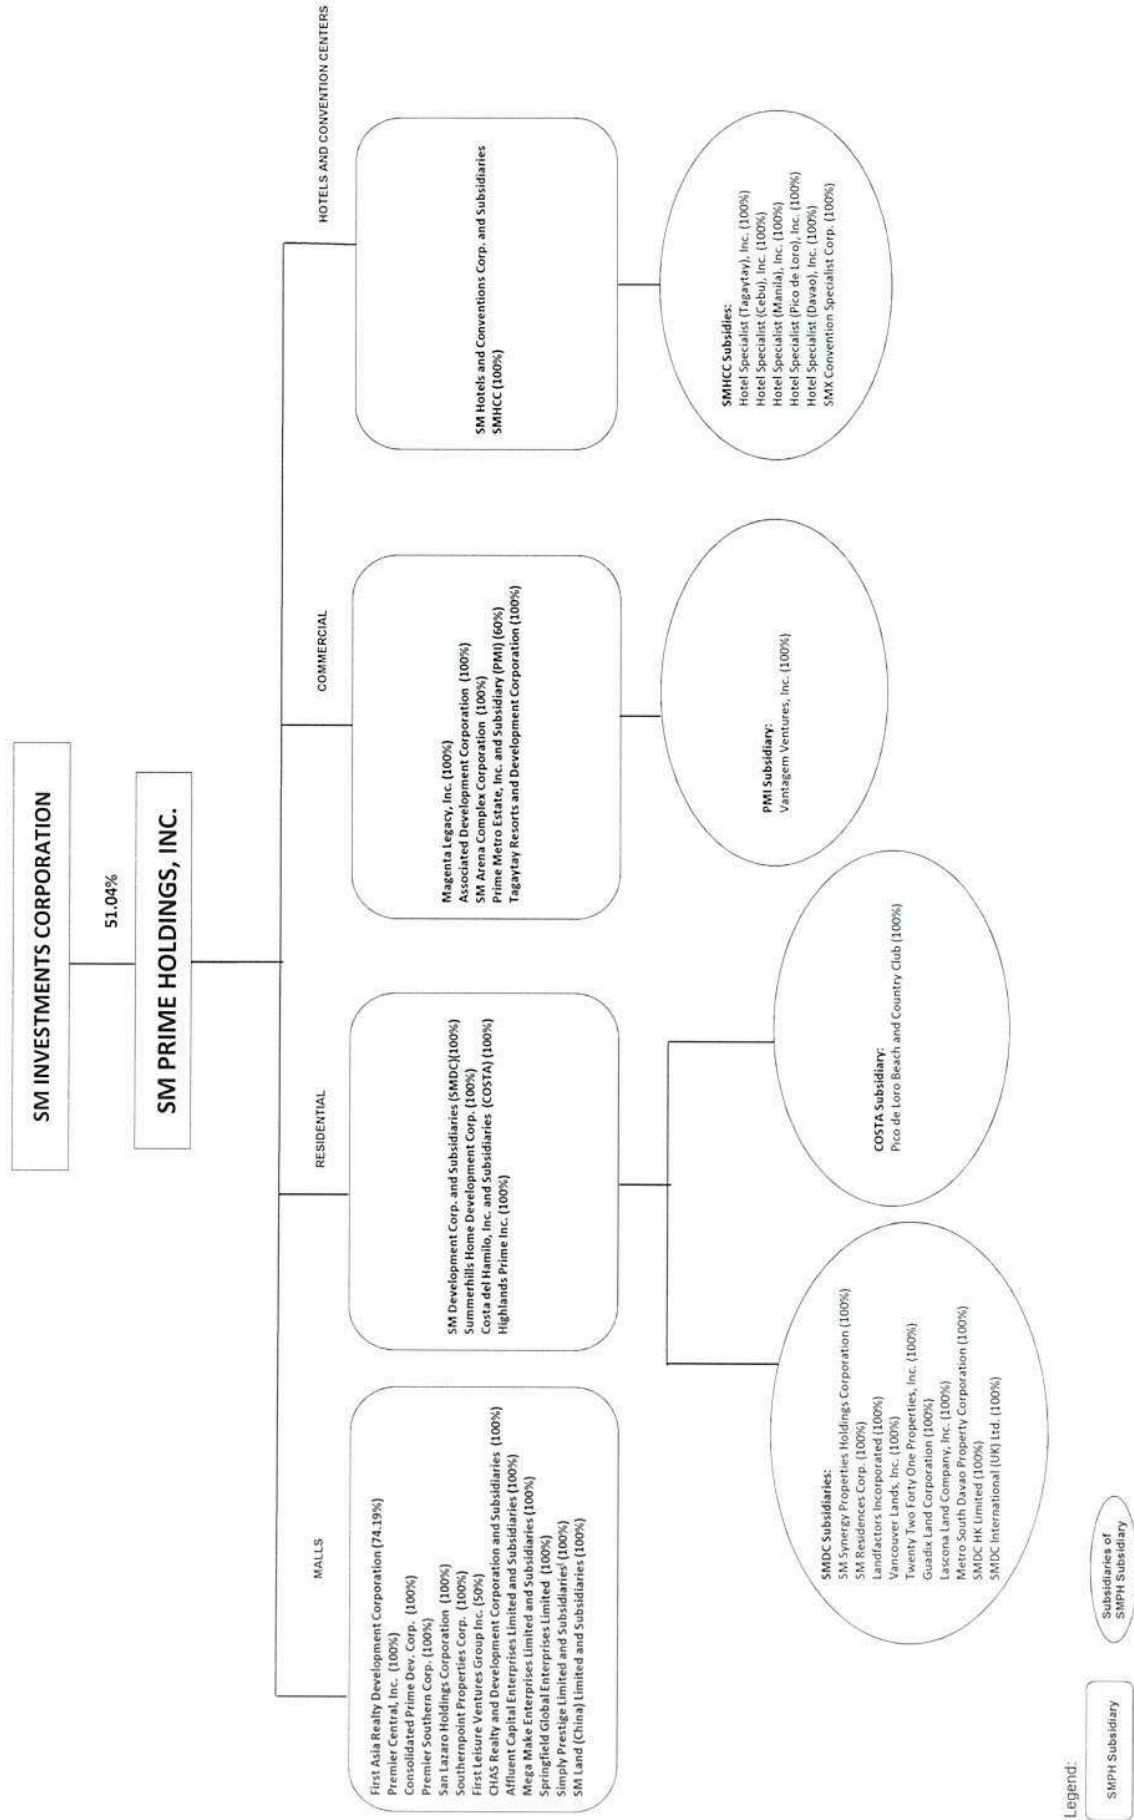 SM INVESTMENTS CORPORATION
51.04%
SM PRIME HOLDINGS, INC.
MALLS
First Asia Realty Development Corporation (74.19%)
Premier Central, Inc. (100%)
Consolidated Prime Dev. Corp. (100%)
Premier Southern Corp. (100%)
San Lazaro Holdings Corporation (100%)
Southernpoint Properties Corp. (100%)
First Leisure Ventures Group Inc. (50%)
CHAS Realty and Development Corporation and Subsidiaries (100%)
Affluent Capital Enterprises Limited and Subsidiaries (100%)
Mega Make Enterprises Limited and Subsidiaries (100%)
Springfield Global Enterprises Limited (100%)
Simply Prestige Limited and Subsidiaries (100%)
SM Land (China) Limited and Subsidiaries (100%)
RESIDENTIAL
SM Development Corp. and Subsidiaries (SMDC)(100%)
Summerhills Home Development Corp. (100%)
Costa del Hamilo, Inc. and Subsidiaries (COSTA) (100%)
Highlands Prime Inc. (100%)
COMMERCIAL
Magenta Legacy, Inc. (100%)
Associated Development Corporation (100%)
SM Arena Complex Corporation (100%)
Prime Metro Estate, Inc. and Subsidiary (PMI) (60%)
Tagaytay Resorts and Development Corporation (100%)
HOTELS AND CONVENTION CENTERS
SM Hotels and Conventions Corp. and Subsidiaries
SMHCC (100%)
SMDC Subsidiaries:
SM Synergy Properties Holdings Corporation (100%)
SM Residences Corp. (100%)
Landfactors Incorporated (100%)
Vancouver Lands, Inc. (100%)
Twenty Two Forty One Properties, Inc. (100%)
Guadix Land Corporation (100%)
Lascona Land Company, Inc. (100%)
Metro South Davao Property Corporation (100%)
SMDC HK Limited (100%)
SMDC International (UK) Ltd. (100%)
COSTA Subsidiary:
Pico de Loro Beach and Country Club (100%)
PMI Subsidiary:
Vantagem Ventures, Inc. (100%)
SMHCC Subsidies:
Hotel Specialist (Tagaytay), Inc. (100%)
Hotel Specialist (Cebu), Inc. (100%)
Hotel Specialist (Manila), Inc. (100%)
Hotel Specialist (Pico de Loro), Inc. (100%)
Hotel Specialist (Davao), Inc. (100%)
SMX Convention Specialist Corp. (100%)
Legend:
SMPH Subsidiary
Subsidiaries of
SMPH Subsidiary